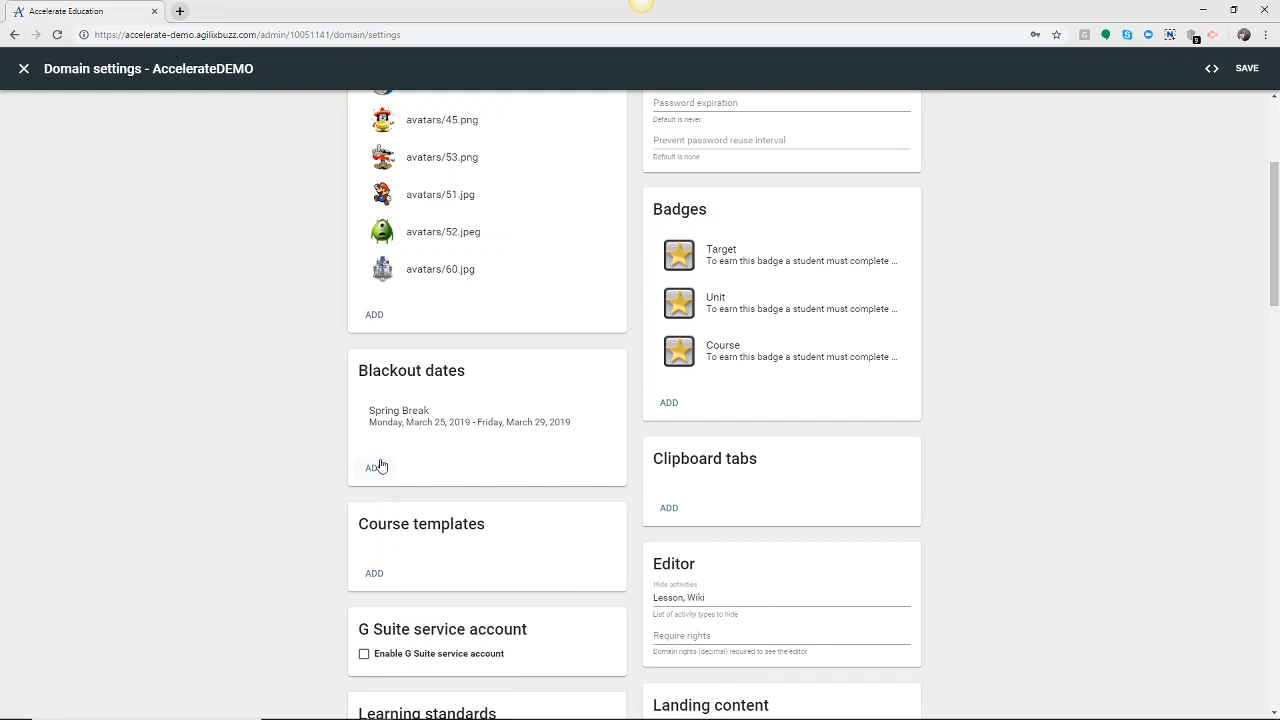 Accelerate Education
https://accelerate-demo.agilixbuzz.com/admin/10051141/domain/settings
9
Domain settings - AccelerateDEMO
SAVE
avatars/45.png
avatars/53.png
avatars/51.jpg
avatars/52.jpeg
avatars/60.jpg
ADD
Blackout dates
Spring Break
Monday, March 25, 2019 - Friday, March 29, 2019
ADD
Course templates
ADD
G Suite service account
Enable G Suite service account
Learning standards
Password expiration
Default is never
Prevent password reuse interval
Default is none
Badges
Target
To earn this badge a student must complete ...
Unit
To earn this badge a student must complete ...
Course
To earn this badge a student must complete ...
ADD
Clipboard tabs
ADD
Editor
Hide activities
Lesson, Wiki
List of activity types to hide
Require rights
Domain rights (decimal) required to see the editor
Landing content